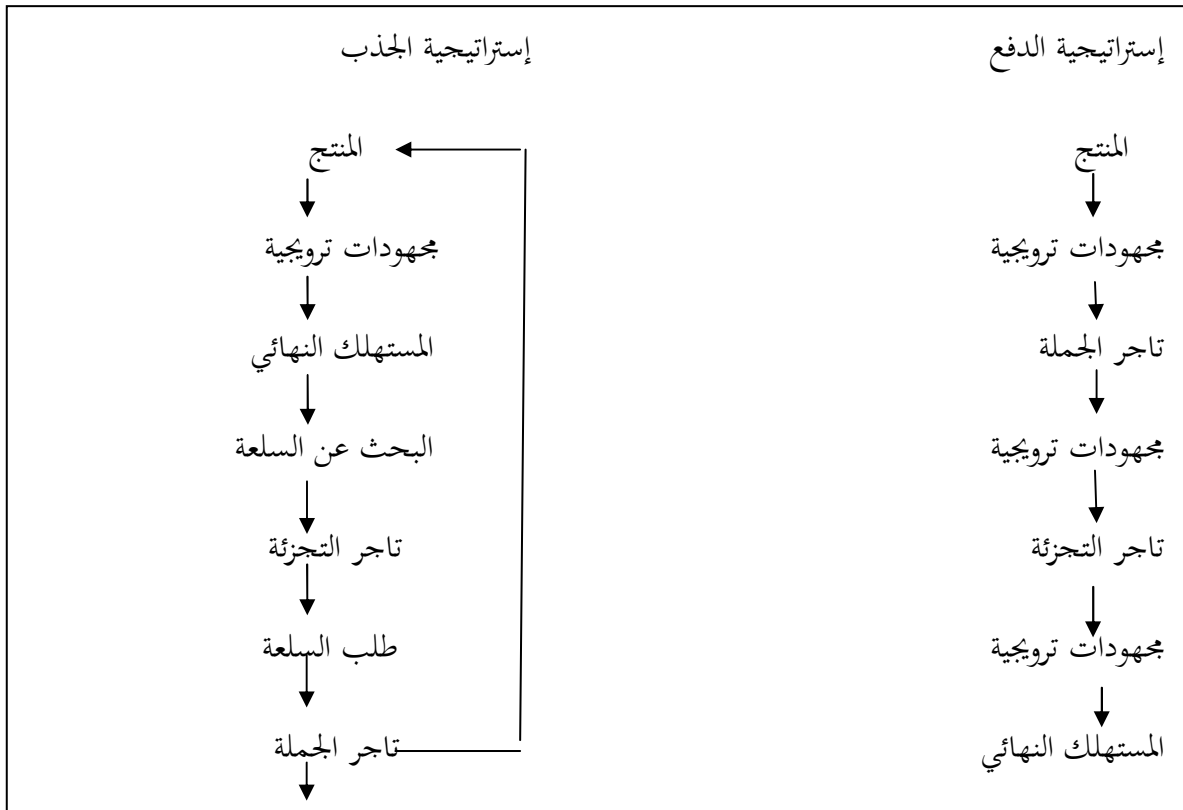 إستراتيجية الدفع
إستراتيجية الجذب
المنتج
مجهودات ترويجية
تاجر الجملة
مجهودات ترويجية
تاجر التجزئة
مجهودات ترويجية
المستهلك النهائي
المنتج
مجهودات ترويجية
المستهلك النهائي
البحث عن السلعة
تاجر التجزئة
طلب السلعة
تاجر الجملة